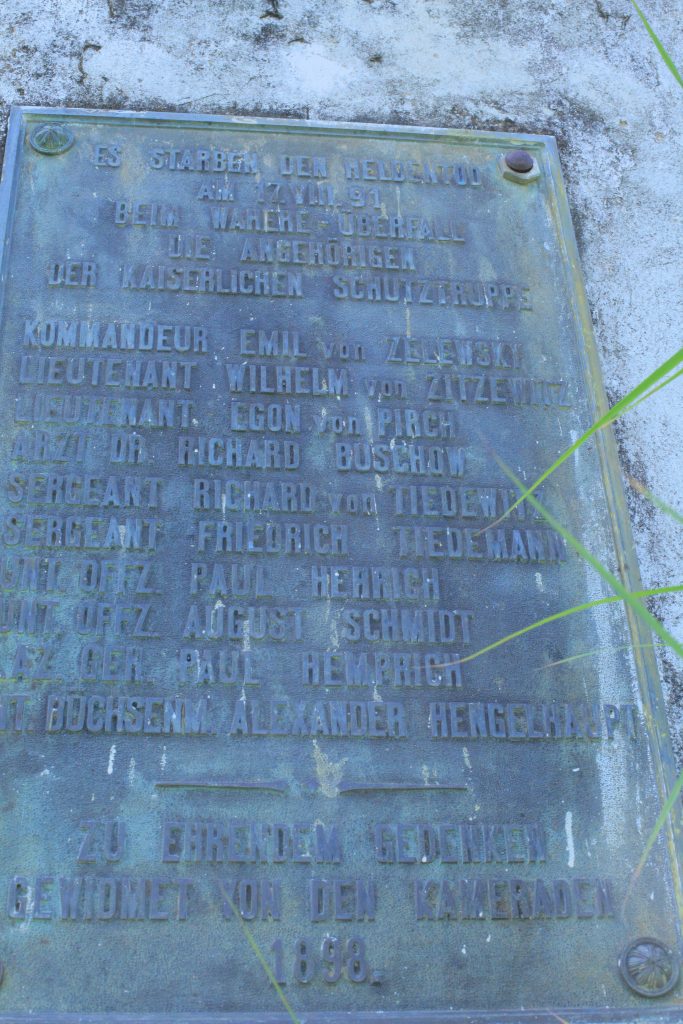 ES STARBEN DEN HELDENTOD
AM 17. VIII. 91
BEIM WAHEHE-ÜBERFALL
DIE ANGEHÖRIGEN
DER KAISERLICHEN SCHUTZTRUPPE
KOMMANDEUR EMIL von ZELEWSKY
LIEUTENANT WILHELM von ZITZEWITZ
LIEUTENANT EGON von PIRCH
ARZT DR RICHARD BUSCHOW
SERGEANT RICHARD von TIEDEWITZ
SERGEANT FRIEDRICH TIEDEMANN
UNT. OFFZ. PAUL HERRICH
UNT. OFFZ. AUGUST SCHMIDT
LAZ. GEH. PAUL HEMPRICH
BÜCHSENM. ALEXANDER HENGELHAUPT
ZU EHRENDEM GEDENKEN
GEWIDMET VON DEN KAMERADEN
1898.